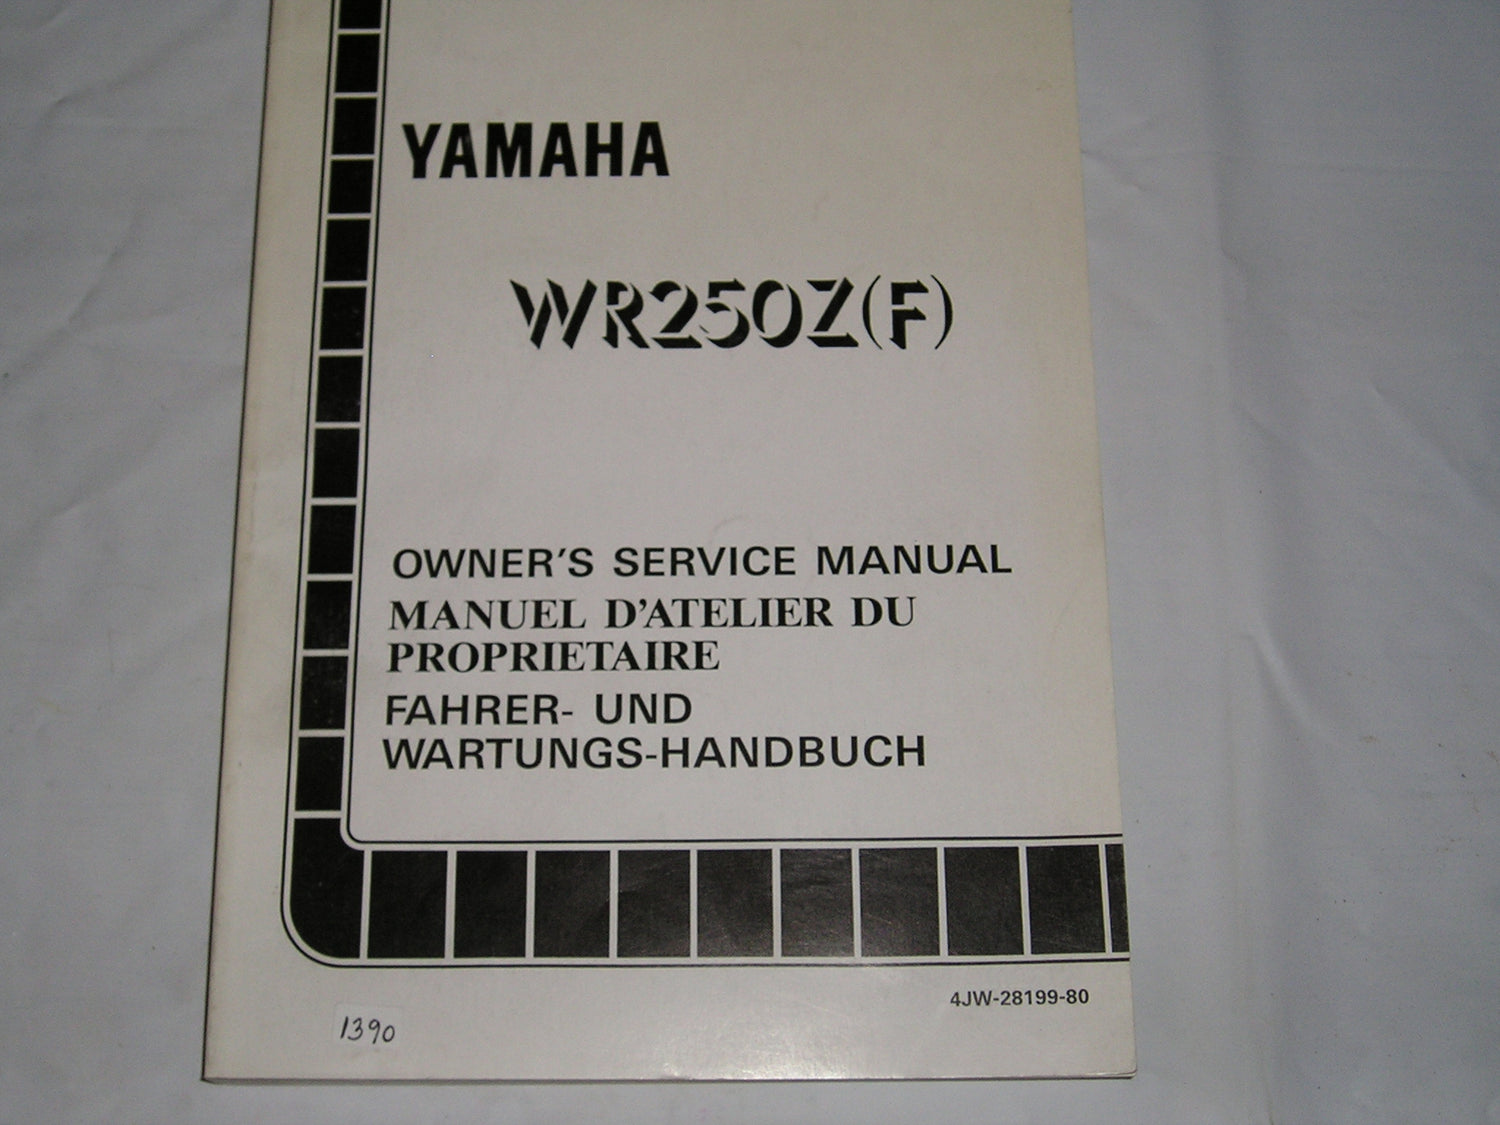 YAMAHA
WR250Z(F)
OWNER'S SERVICE MANUAL
MANUEL D'ATELIER DU
PROPRIETAIRE
FAHRER- UND
WARTUNGS-HANDBUCH
4JW-28199-80
1390